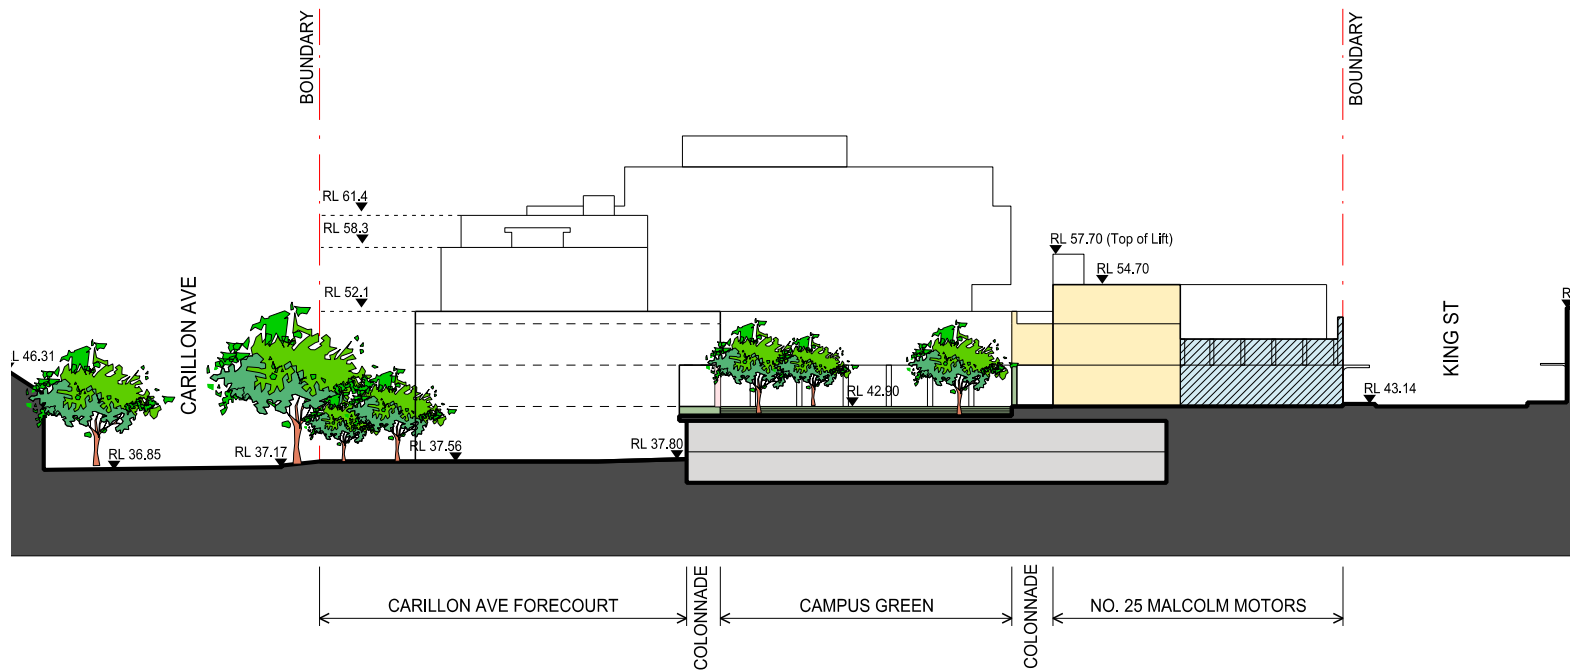 BOUNDARY
BOUNDARY
RL 61.4
RL 58.3
RL 57.70 (Top of Lift)
RL 54.70
RL 52.1
CARILLON AVE
KING ST
L 46.31
R
RL 42.90
RL 43.14
RL 36.85
RL 37.17
RL 37.56
RL 37.80
CARILLON AVE FORECOURT
COLONNADE
CAMPUS GREEN
COLONNADE
NO. 25 MALCOLM MOTORS